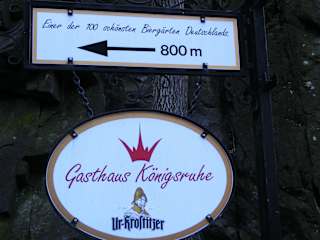 Einer der 100 schönsten Biergärten Deutschlands.
800 m
Gasthaus Königsruhe
Ur-Krostitzer